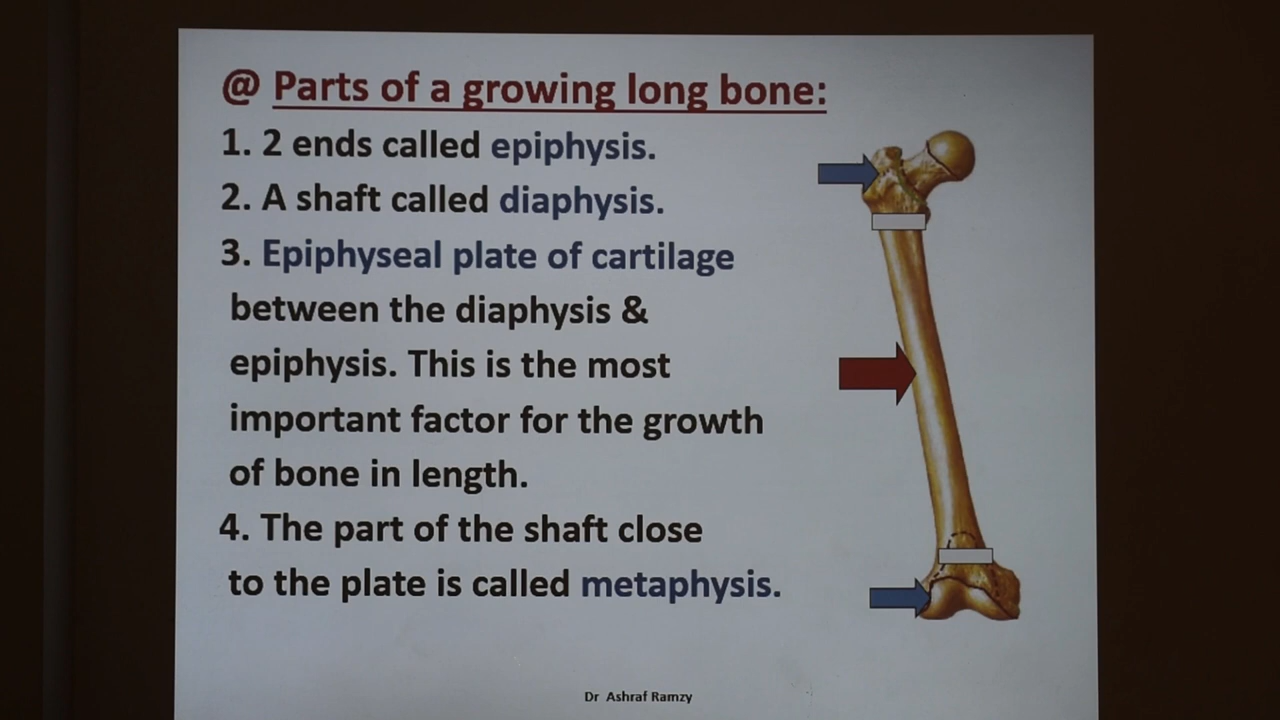 @ Parts of a growing long bone:
1. 2 ends called epiphysis.
2. A shaft called diaphysis.
3. Epiphyseal plate of cartilage
between the diaphysis &
epiphysis. This is the most
important factor for the growth
of bone in length.
4. The part of the shaft close
to the plate is called metaphysis.
Dr Ashraf Ramzy